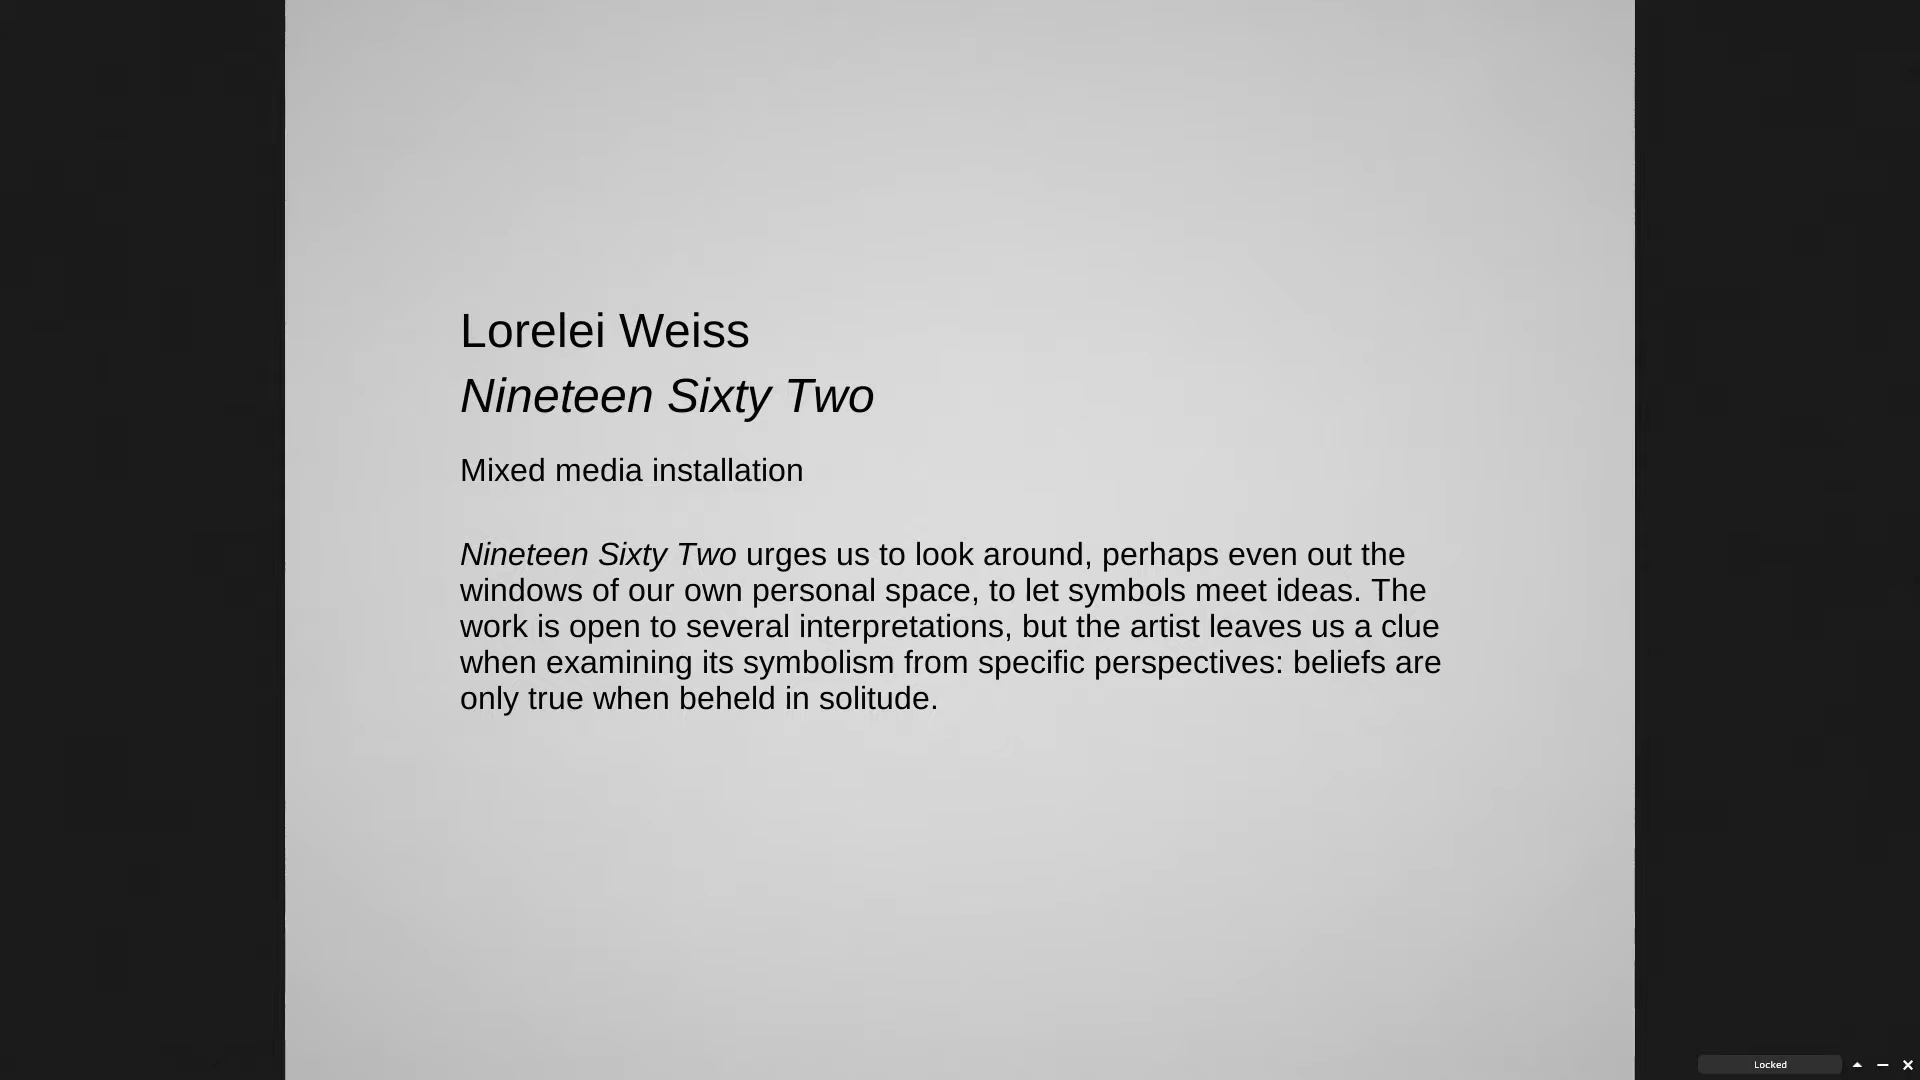 Lorelei Weiss
Nineteen Sixty Two
Mixed media installation
Nineteen Sixty Two urges us to look around, perhaps even out the
windows of our own personal space, to let symbols meet ideas. The
work is open to several interpretations, but the artist leaves us a clue
when examining its symbolism from specific perspectives: beliefs are
only true when beheld in solitude.
Locked